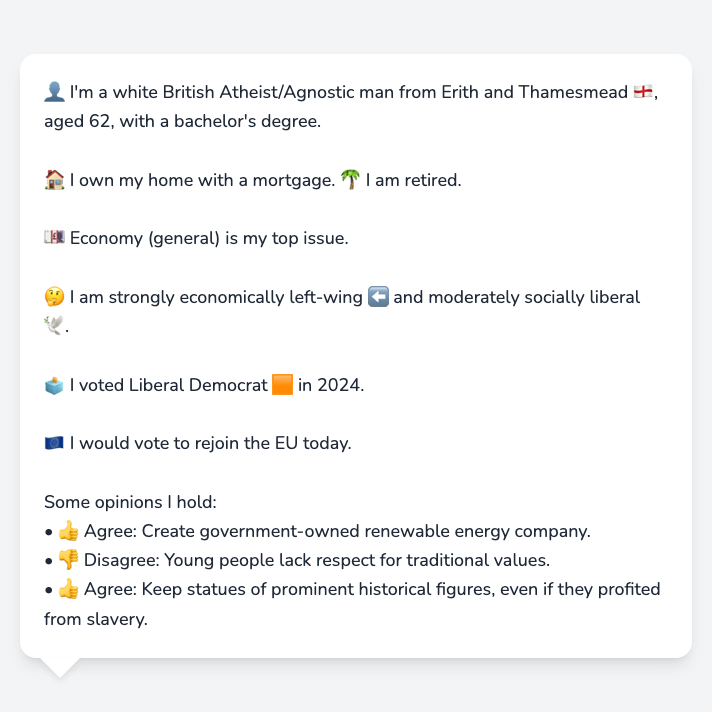 👤 I'm a white British Atheist/Agnostic man from Erith and Thamesmead 🏴󠁧󠁢󠁥󠁮󠁧󠁿,
aged 62, with a bachelor's degree.
🏠 I own my home with a mortgage. 🌴 I am retired.
💷 Economy (general) is my top issue.
🤔 I am strongly economically left-wing ⬅️ and moderately socially liberal
🕊️.
🗳️ I voted Liberal Democrat 🟧 in 2024.
🇪🇺 I would vote to rejoin the EU today.
Some opinions I hold:
• 👍 Agree: Create government-owned renewable energy company.
• 👎 Disagree: Young people lack respect for traditional values.
• 👍 Agree: Keep statues of prominent historical figures, even if they profited
from slavery.